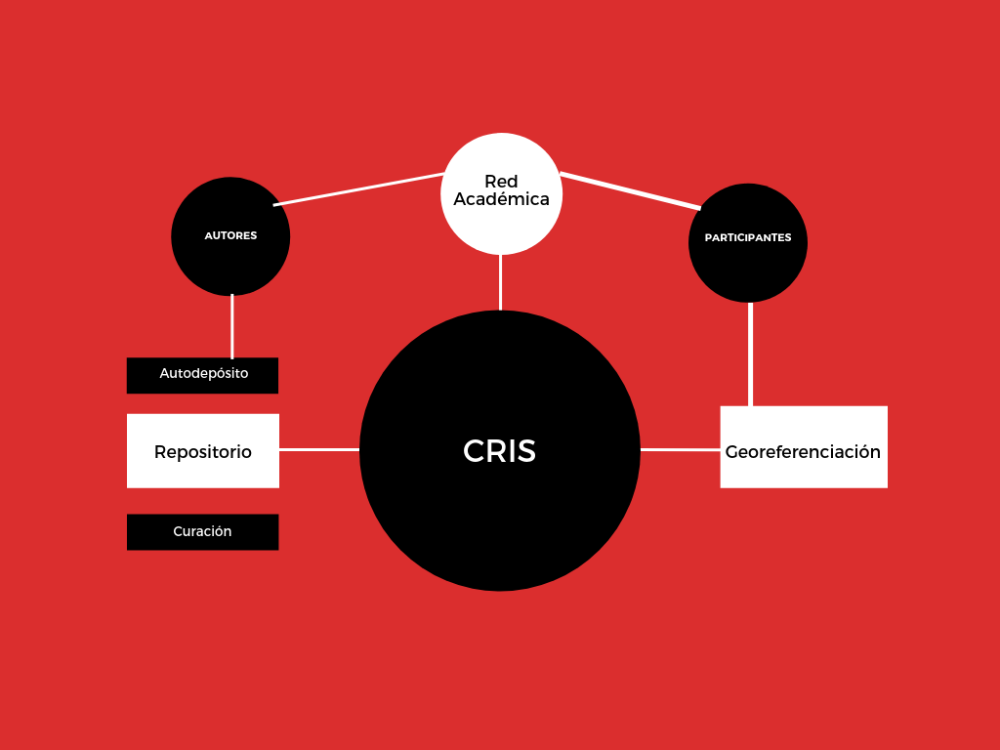 Red
Académica
AUTORES
PARTICIPANTES
Autodepósito
Repositorio
CRIS
Georeferenciación
Curación